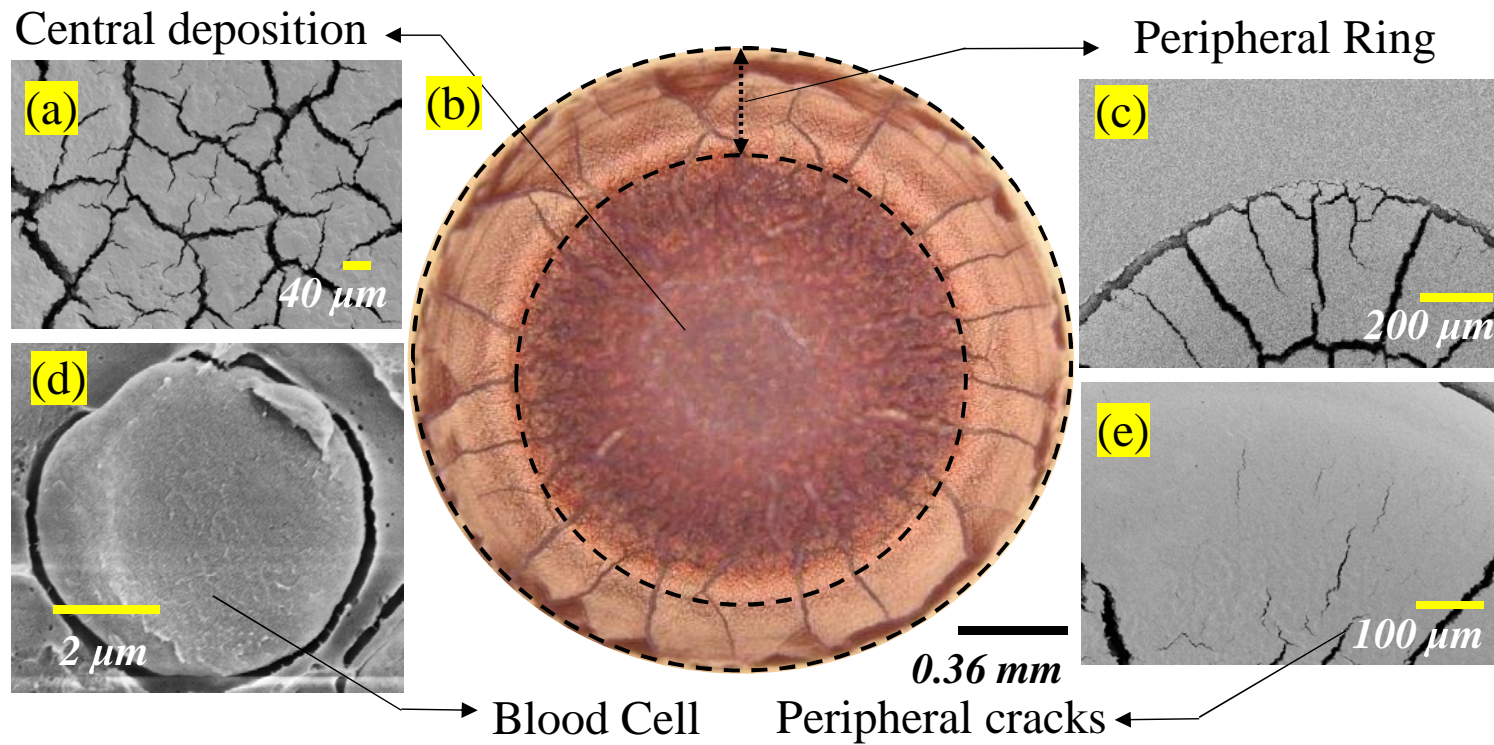 Central deposition
Peripheral Ring
(a)
(b)
(c)
40 μm
200 μm
(d)
(e)
2 μm
100 μm
0.36 mm
Blood Cell
Peripheral cracks